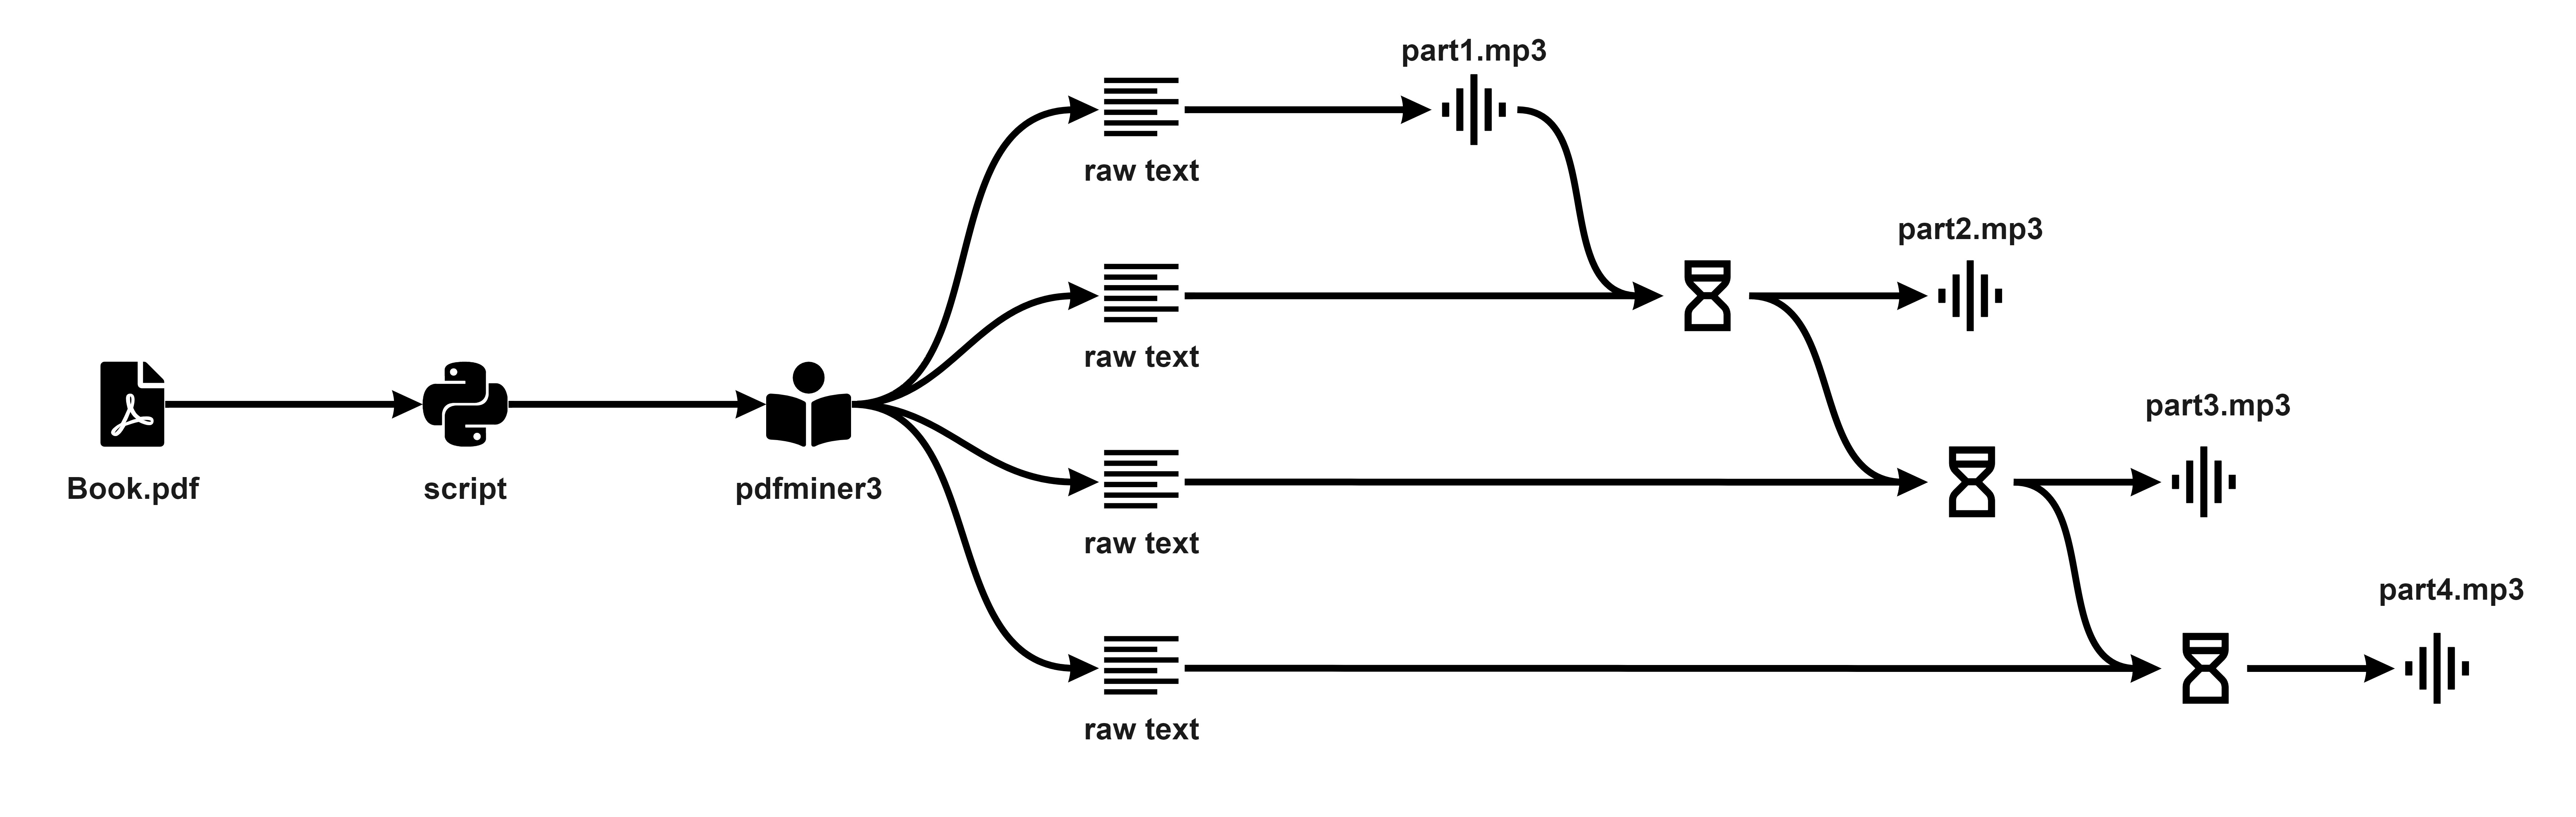 part1.mp3
raw text
part2.mp3
raw text
Book.pdf
script
pdfminer3
part3.mp3
raw text
part4.mp3
raw text